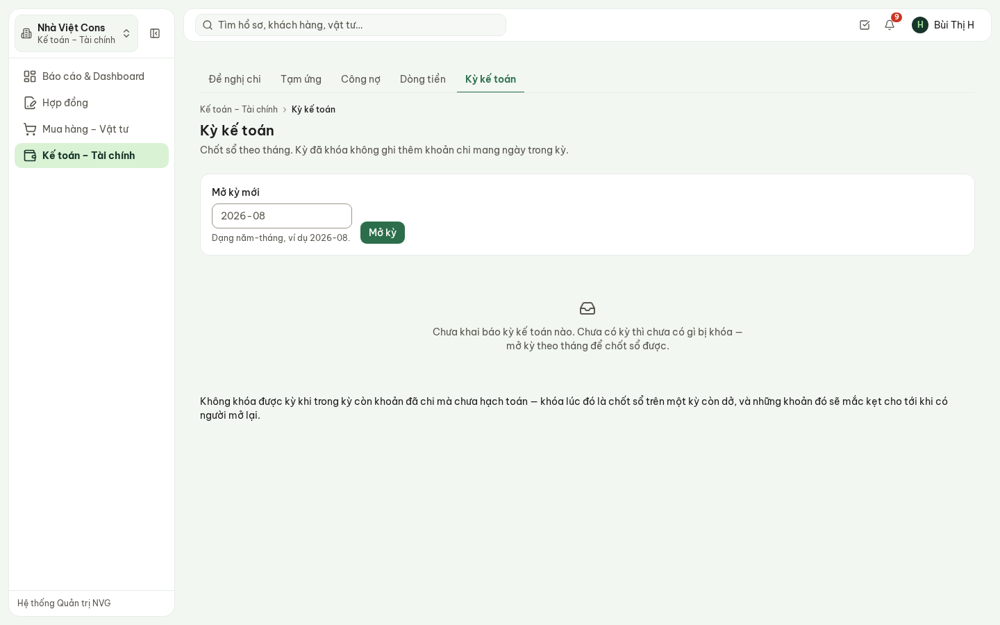 Nhà Việt Cons
Kế toán – Tài chính
Báo cáo & Dashboard
Hợp đồng
Mua hàng – Vật tư
Kế toán – Tài chính
Hệ thống Quản trị NVG
Tìm hồ sơ, khách hàng, vật tư...
9
H
Bùi Thị H
Đề nghị chi
Tạm ứng
Công nợ
Dòng tiền
Kỳ kế toán
Kế toán – Tài chính > Kỳ kế toán
Kỳ kế toán
Chốt sổ theo tháng. Kỳ đã khóa không ghi thêm khoản chi mang ngày trong kỳ.
Mở kỳ mới
2026-08
Dạng năm-tháng, ví dụ 2026-08.
Mở kỳ
Chưa khai báo kỳ kế toán nào. Chưa có kỳ thì chưa có gì bị khóa —
mở kỳ theo tháng để chốt sổ được.
Không khóa được kỳ khi trong kỳ còn khoản đã chi mà chưa hạch toán — khóa lúc đó là chốt sổ trên một kỳ còn dở, và những khoản đó sẽ mắc kẹt cho tới khi có
người mở lại.